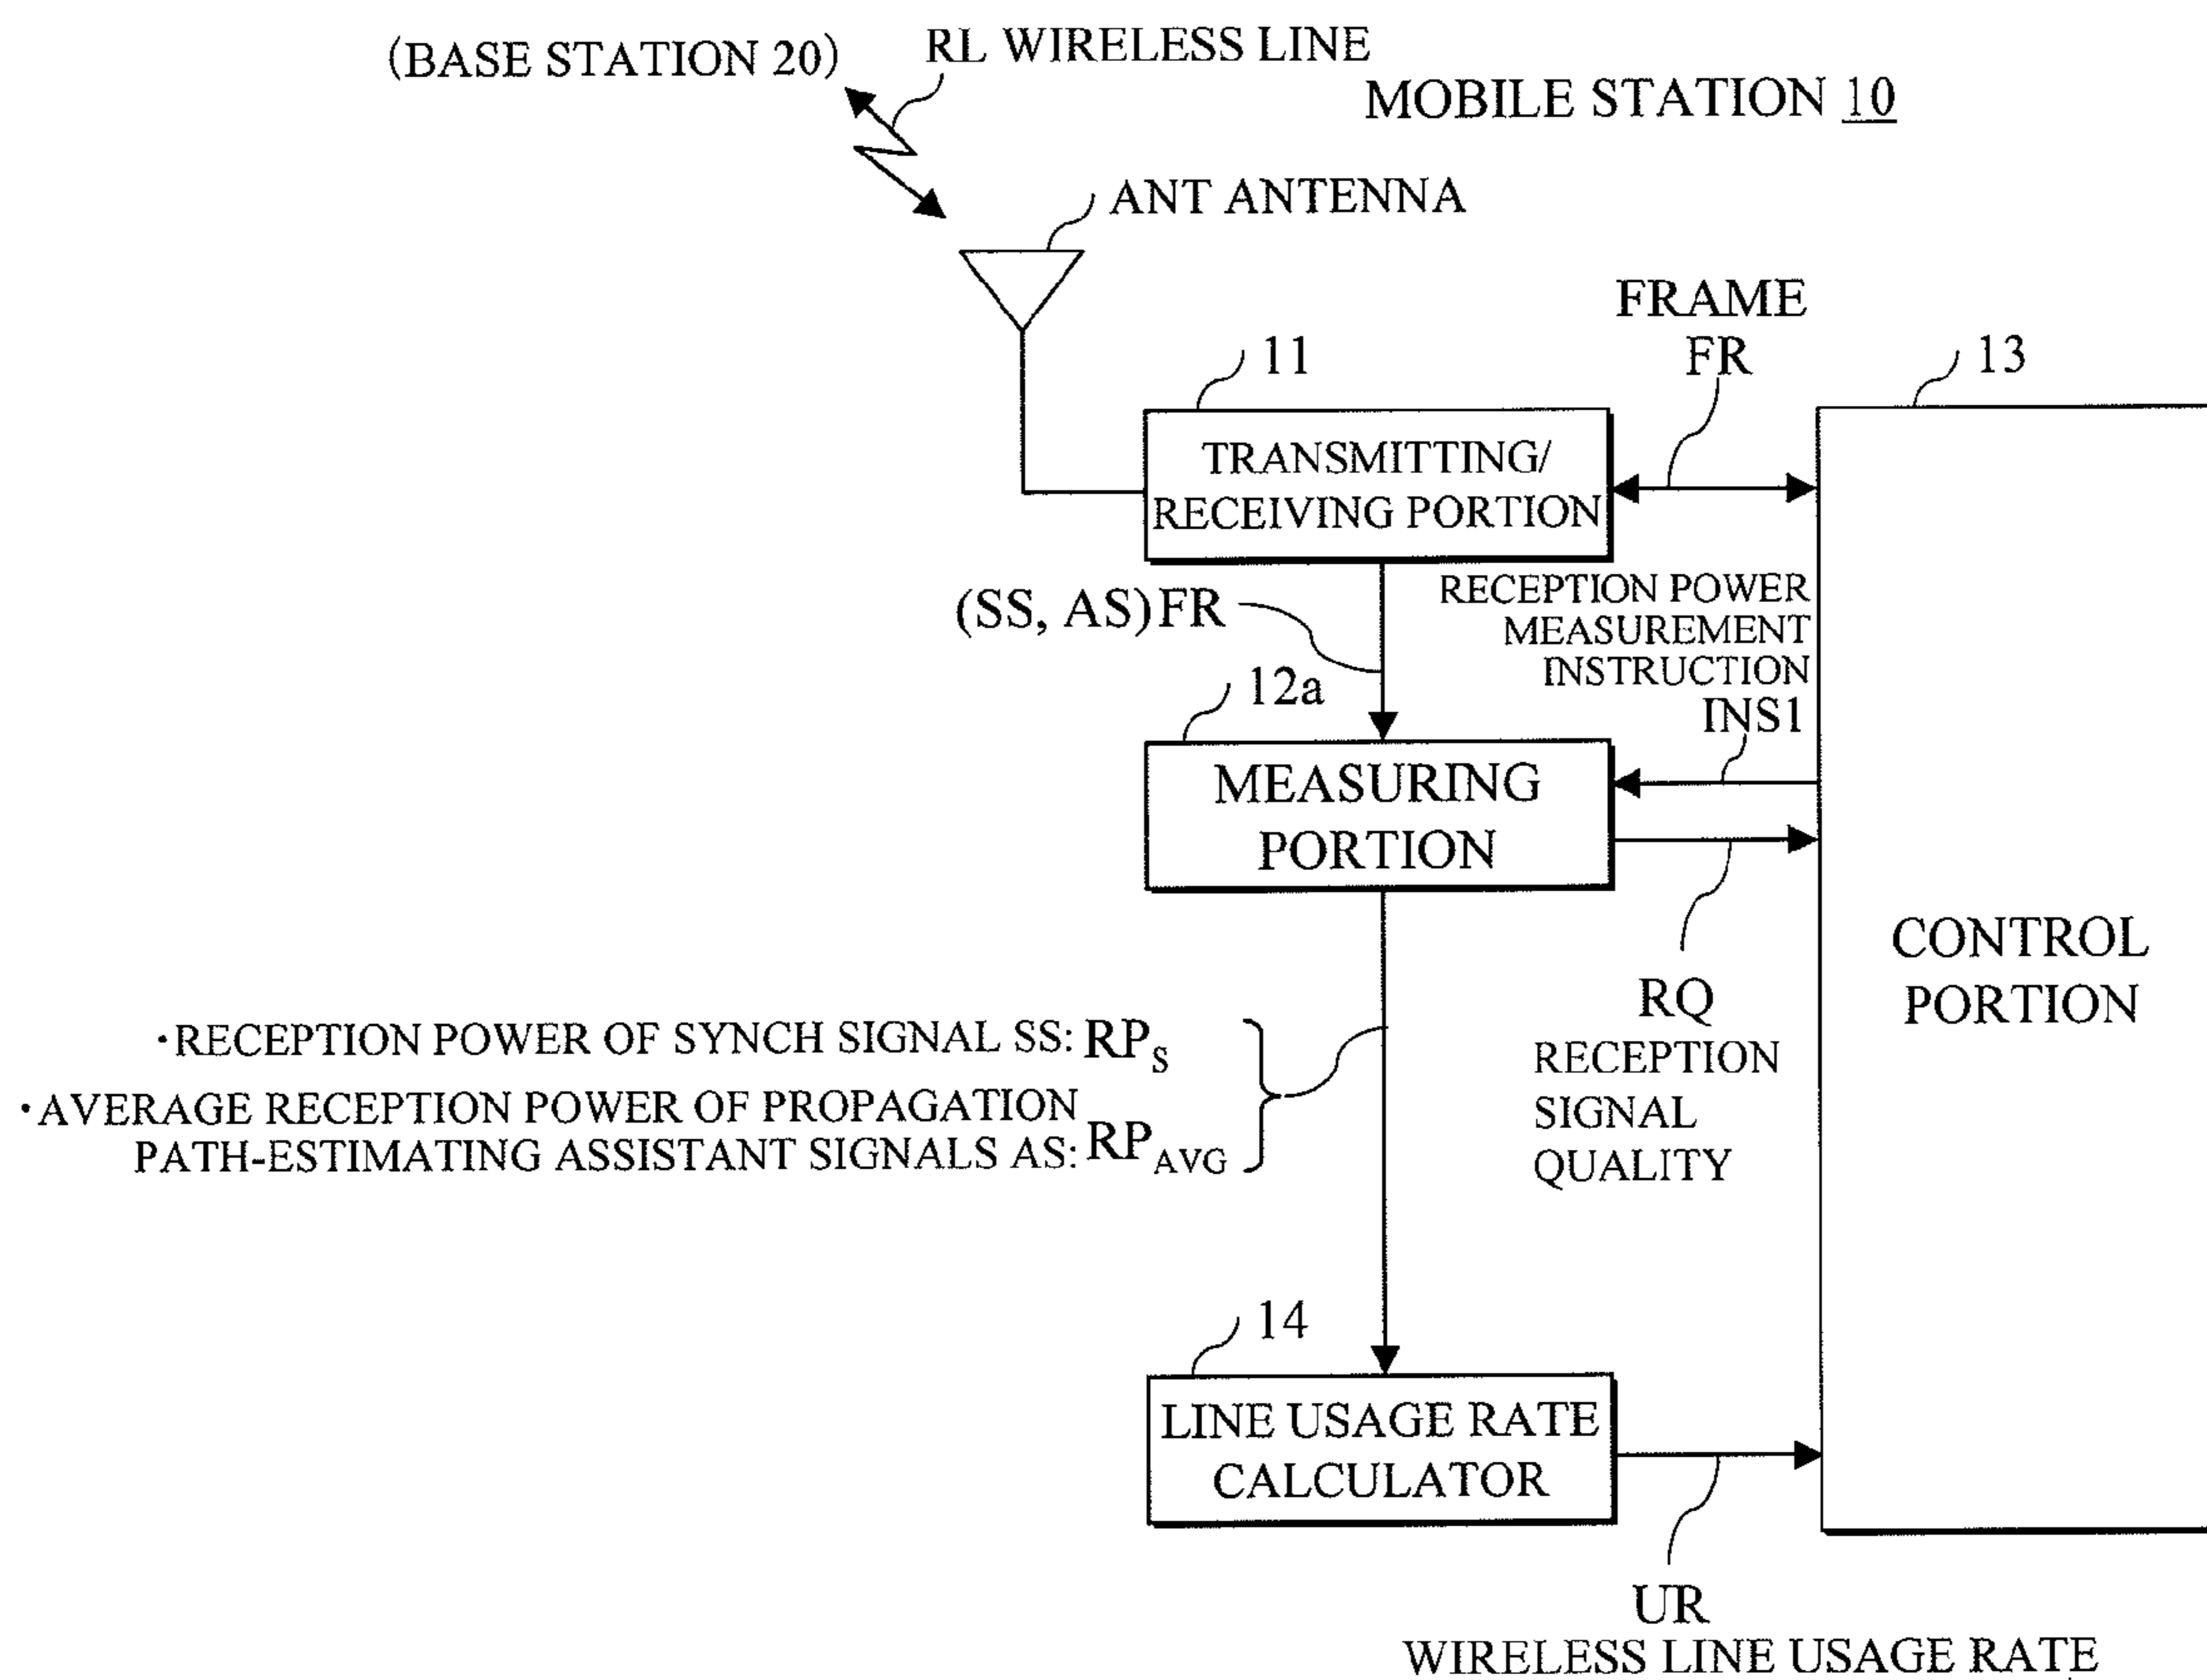 (BASE STATION 20)
RL WIRELESS LINE
MOBILE STATION 10
ANT ANTENNA
FRAME
FR
11
13
TRANSMITTING/
RECEIVING PORTION
(SS, AS)FR
RECEPTION POWER
MEASUREMENT
INSTRUCTION
INS1
12a
MEASURING
PORTION
CONTROL
PORTION
RQ
RECEPTION
SIGNAL
QUALITY
·RECEPTION POWER OF SYNCH SIGNAL SS: RPS
·AVERAGE RECEPTION POWER OF PROPAGATION
PATH-ESTIMATING ASSISTANT SIGNALS AS: RPAVG
14
LINE USAGE RATE
CALCULATOR
UR
WIRELESS LINE USAGE RATE